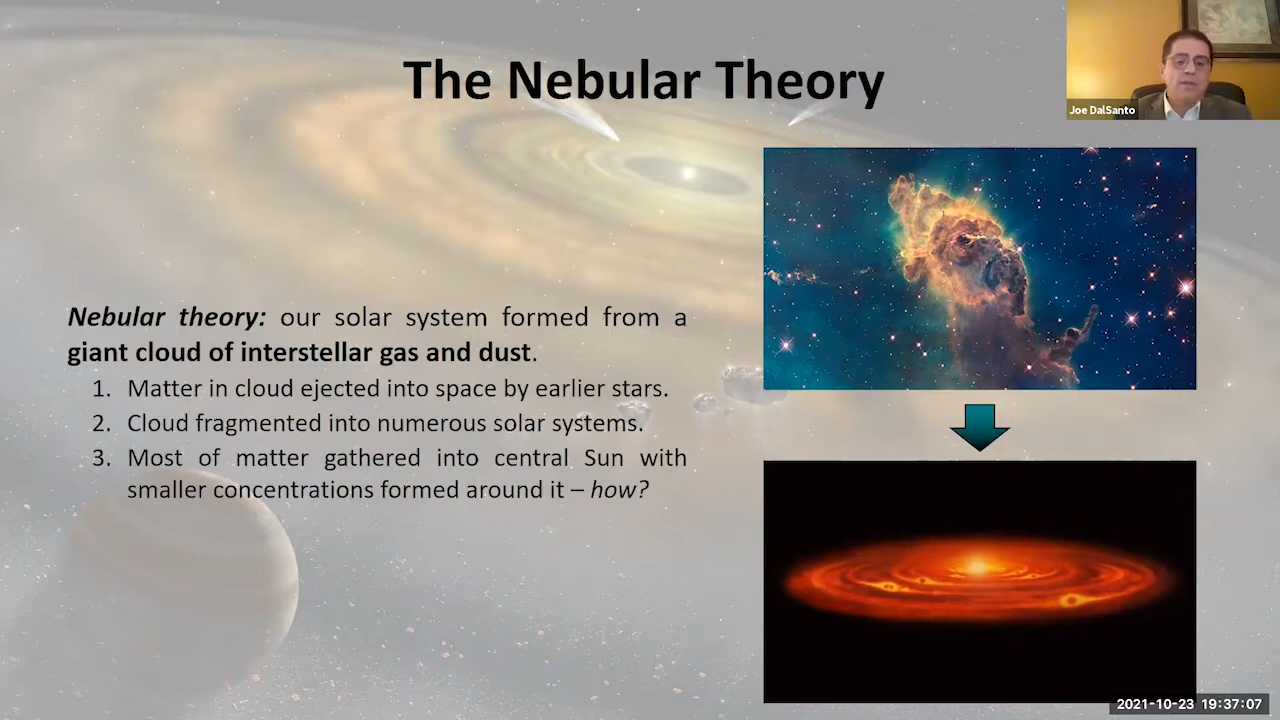 The Nebular Theory
Joe DalSanto
Nebular theory: our solar system formed from a
giant cloud of interstellar gas and dust.
1. Matter in cloud ejected into space by earlier stars.
2. Cloud fragmented into numerous solar systems.
3. Most of matter gathered into central Sun with
smaller concentrations formed around it – how?
2021-10-23 19:37:07